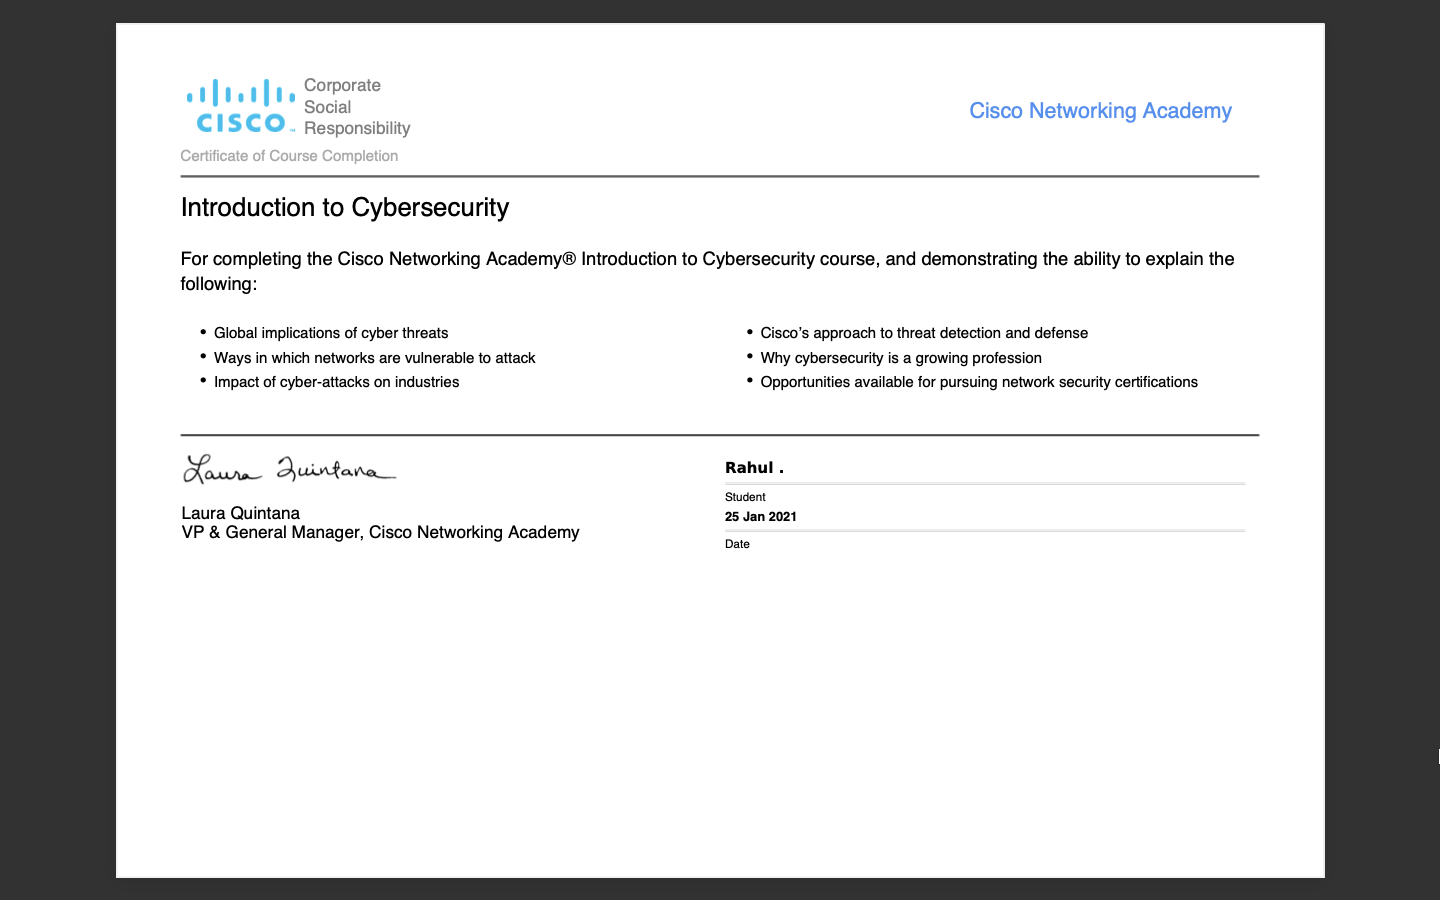 CISCO
Corporate
Social
Responsibility
Cisco Networking Academy
Certificate of Course Completion
Introduction to Cybersecurity
For completing the Cisco Networking Academy® Introduction to Cybersecurity course, and demonstrating the ability to explain the
following:
• Global implications of cyber threats
• Ways in which networks are vulnerable to attack
• Impact of cyber-attacks on industries
• Cisco’s approach to threat detection and defense
• Why cybersecurity is a growing profession
• Opportunities available for pursuing network security certifications
Laura Quintana
Laura Quintana
VP & General Manager, Cisco Networking Academy
Rahul .
Student
25 Jan 2021
Date